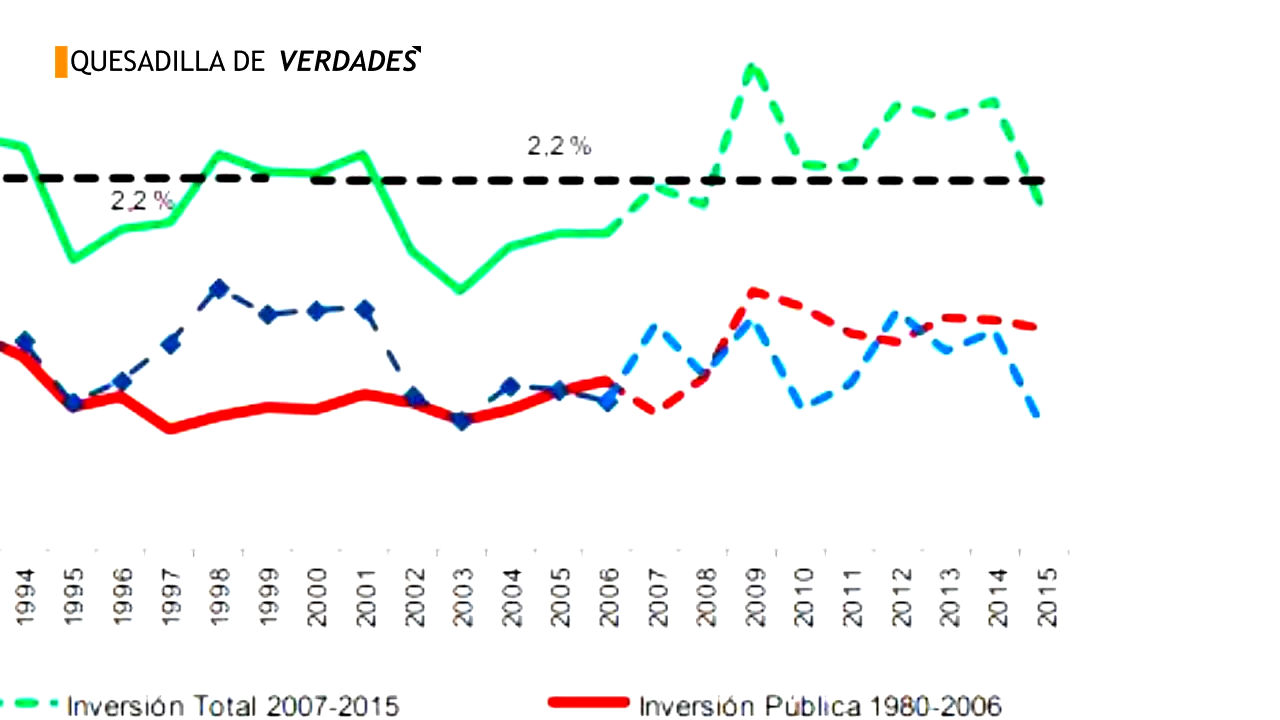 QUESADILLA DE VERDADES
2,2 %
2,2 %
1994 1995 1996 1997 1998 1999 2000 2001 2002 2003 2004 2005 2006 2007 2008 2009 2010 2011 2012 2013 2014 2015
Inversión Total 2007-2015 Inversión Pública 1980-2006